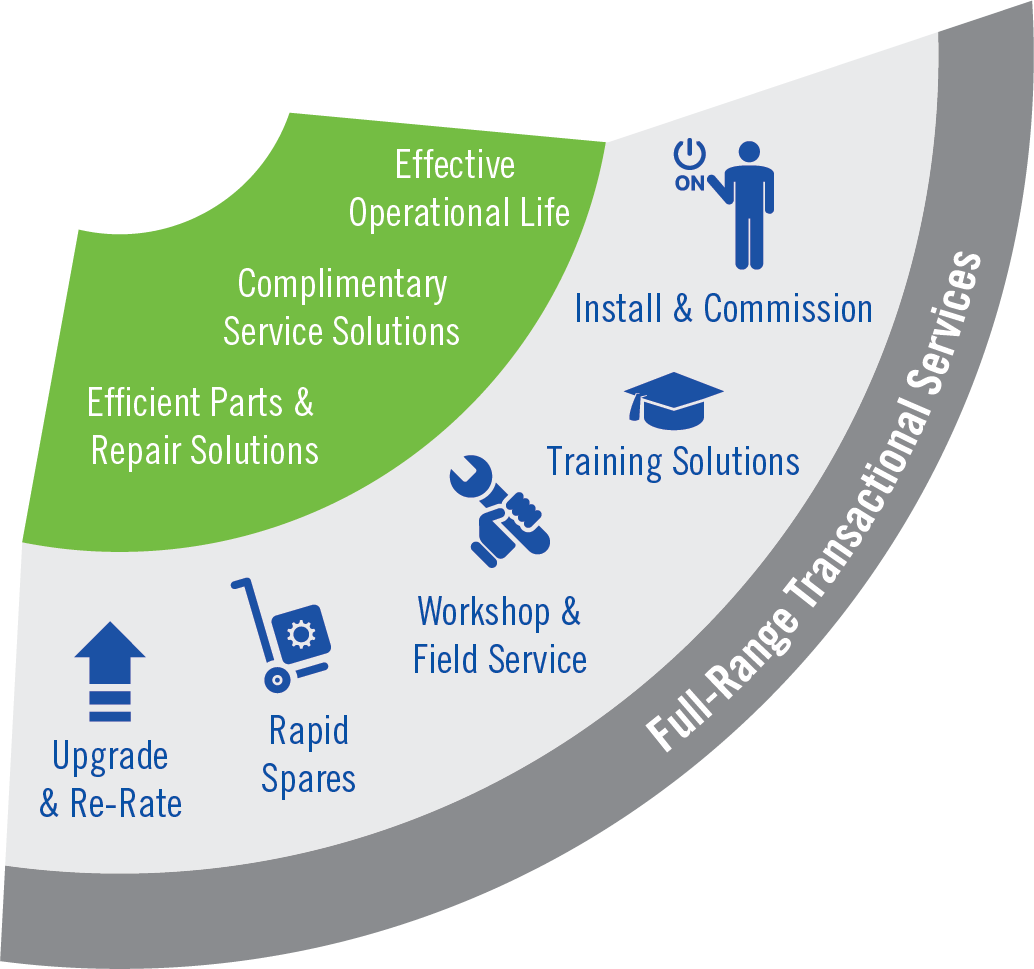 Effective
Operational Life
Complimentary
Service Solutions
Efficient Parts &
Repair Solutions
ON
Install & Commission
Training Solutions
Workshop &
Field Service
Rapid
Spares
Upgrade
& Re-Rate
Full-Range Transactional Services